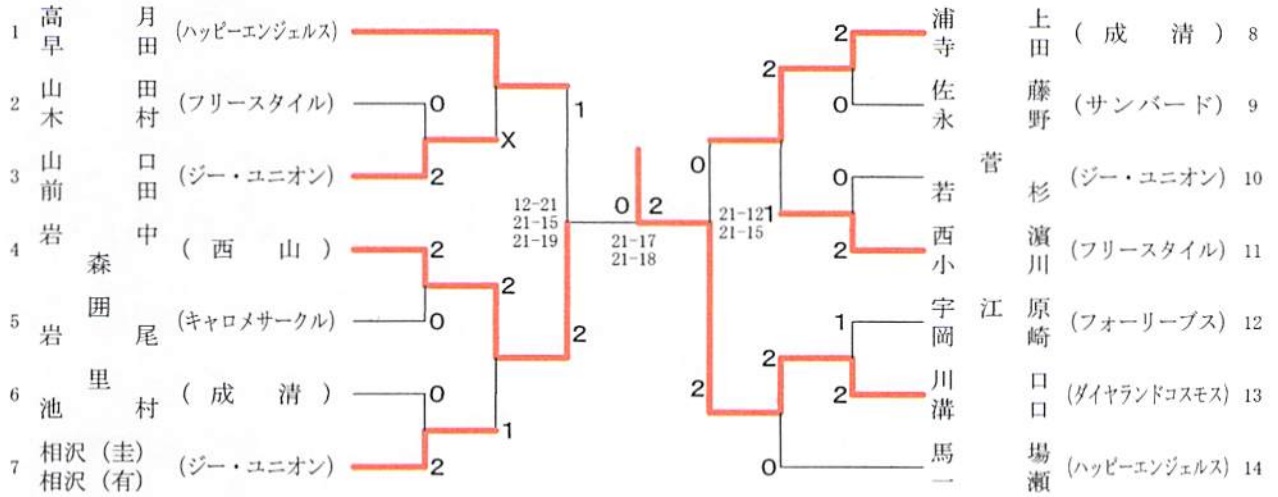 高月
1 (ハッピーエンジェルス)
早田
山田
2 (フリースタイル) 0
木村
X
山口
3 (ジー・ユニオン) 2
前田
1
岩中
4 (西山) 2
森
2
囲
5 (キャロメサークル) 0
岩尾
2
里
6 (成清) 0
池村
1
相沢(圭)
7 (ジー・ユニオン) 2
相沢(有)
12-21
21-15
21-19
0 2
21-17
21-18
21-12
21-15
浦上
2 (成清) 8
寺田
2
佐藤
0 (サンバード) 9
永野
0
菅
0 (ジー・ユニオン) 10
若杉
1
西濵
2 (フリースタイル) 11
小川
宇江原
1 (フォーリーブス) 12
岡崎
2
川口
2 (ダイヤランドコスモス) 13
溝口
2
馬場
0 (ハッピーエンジェルス) 14
一瀬